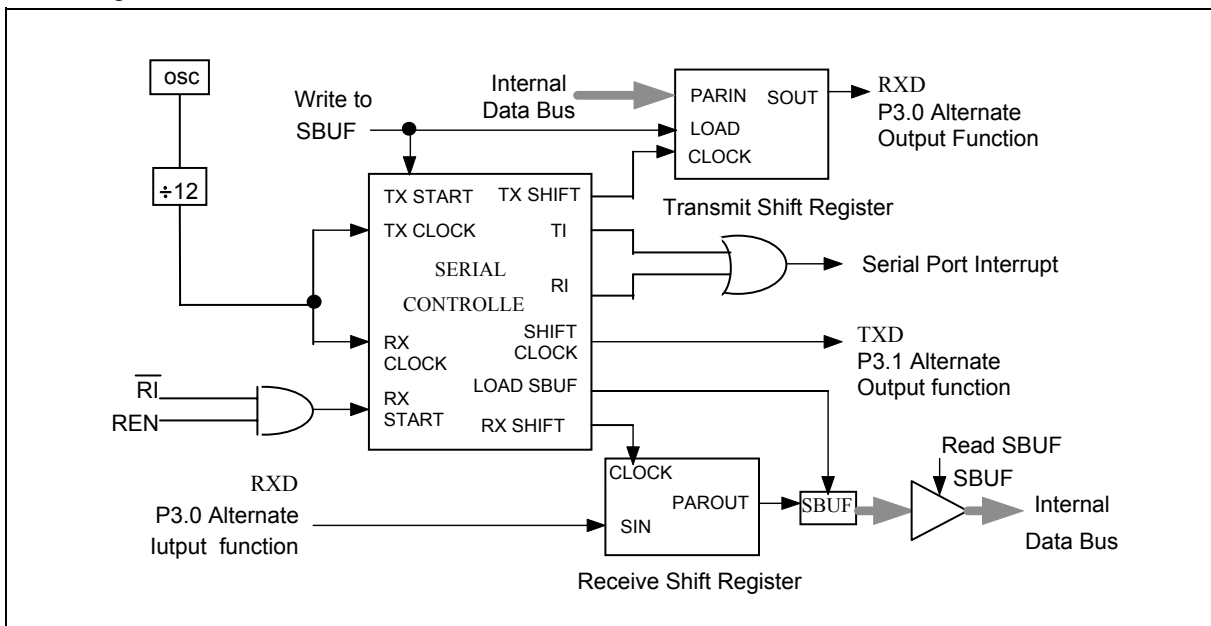 osc
÷12
Write to
SBUF
Internal
Data Bus
PARIN
SOUT
LOAD
CLOCK
RXD
P3.0 Alternate
Output Function
Transmit Shift Register
TX START
TX SHIFT
TX CLOCK
TI
SERIAL
CONTROLLE
RI
Serial Port Interrupt
RX
CLOCK
SHIFT
CLOCK
TXD
P3.1 Alternate
Output function
LOAD SBUF
RI
REN
RX
START
RX SHIFT
RXD
P3.0 Alternate
Iutput function
CLOCK
PAROUT
SIN
Receive Shift Register
SBUF
Read SBUF
SBUF
Internal
Data Bus